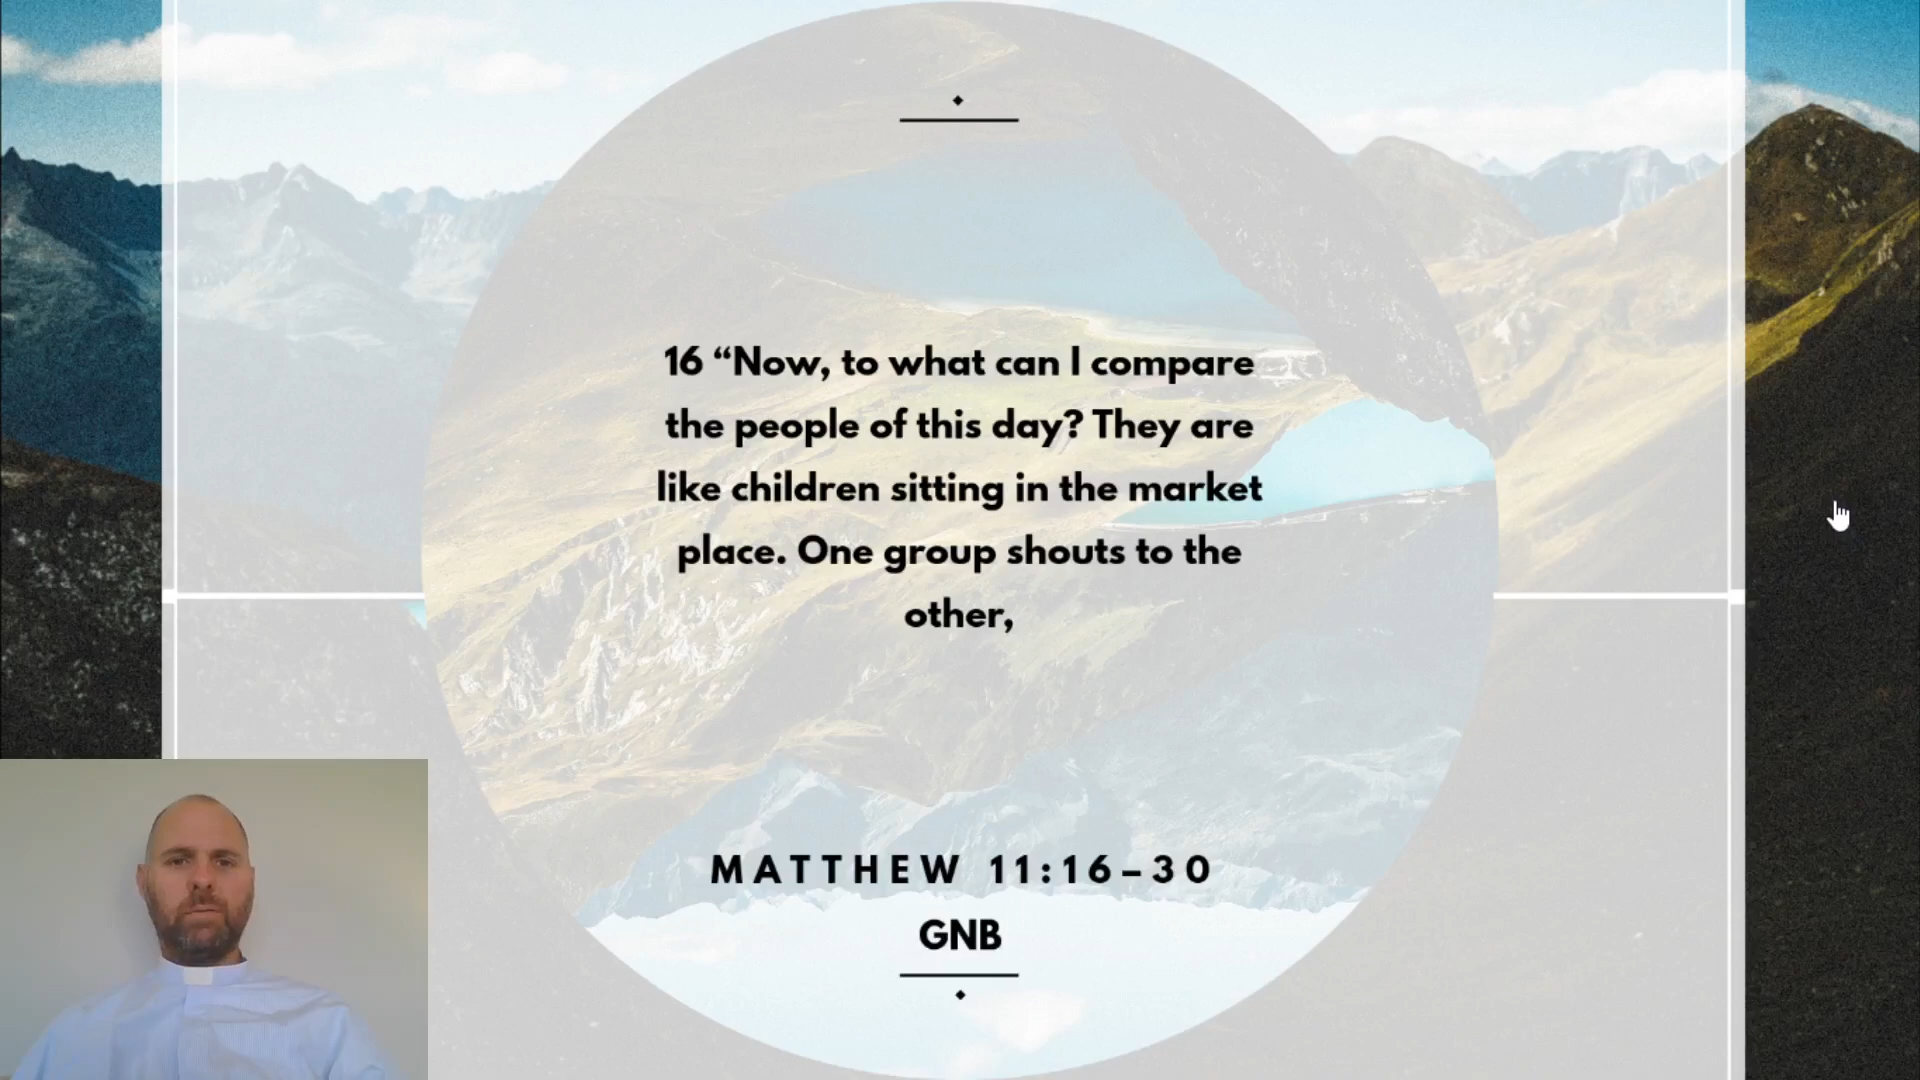 16 “Now, to what can I compare
the people of this day? They are
like children sitting in the market
place. One group shouts to the
other,
MATTHEW 11:16–30
GNB